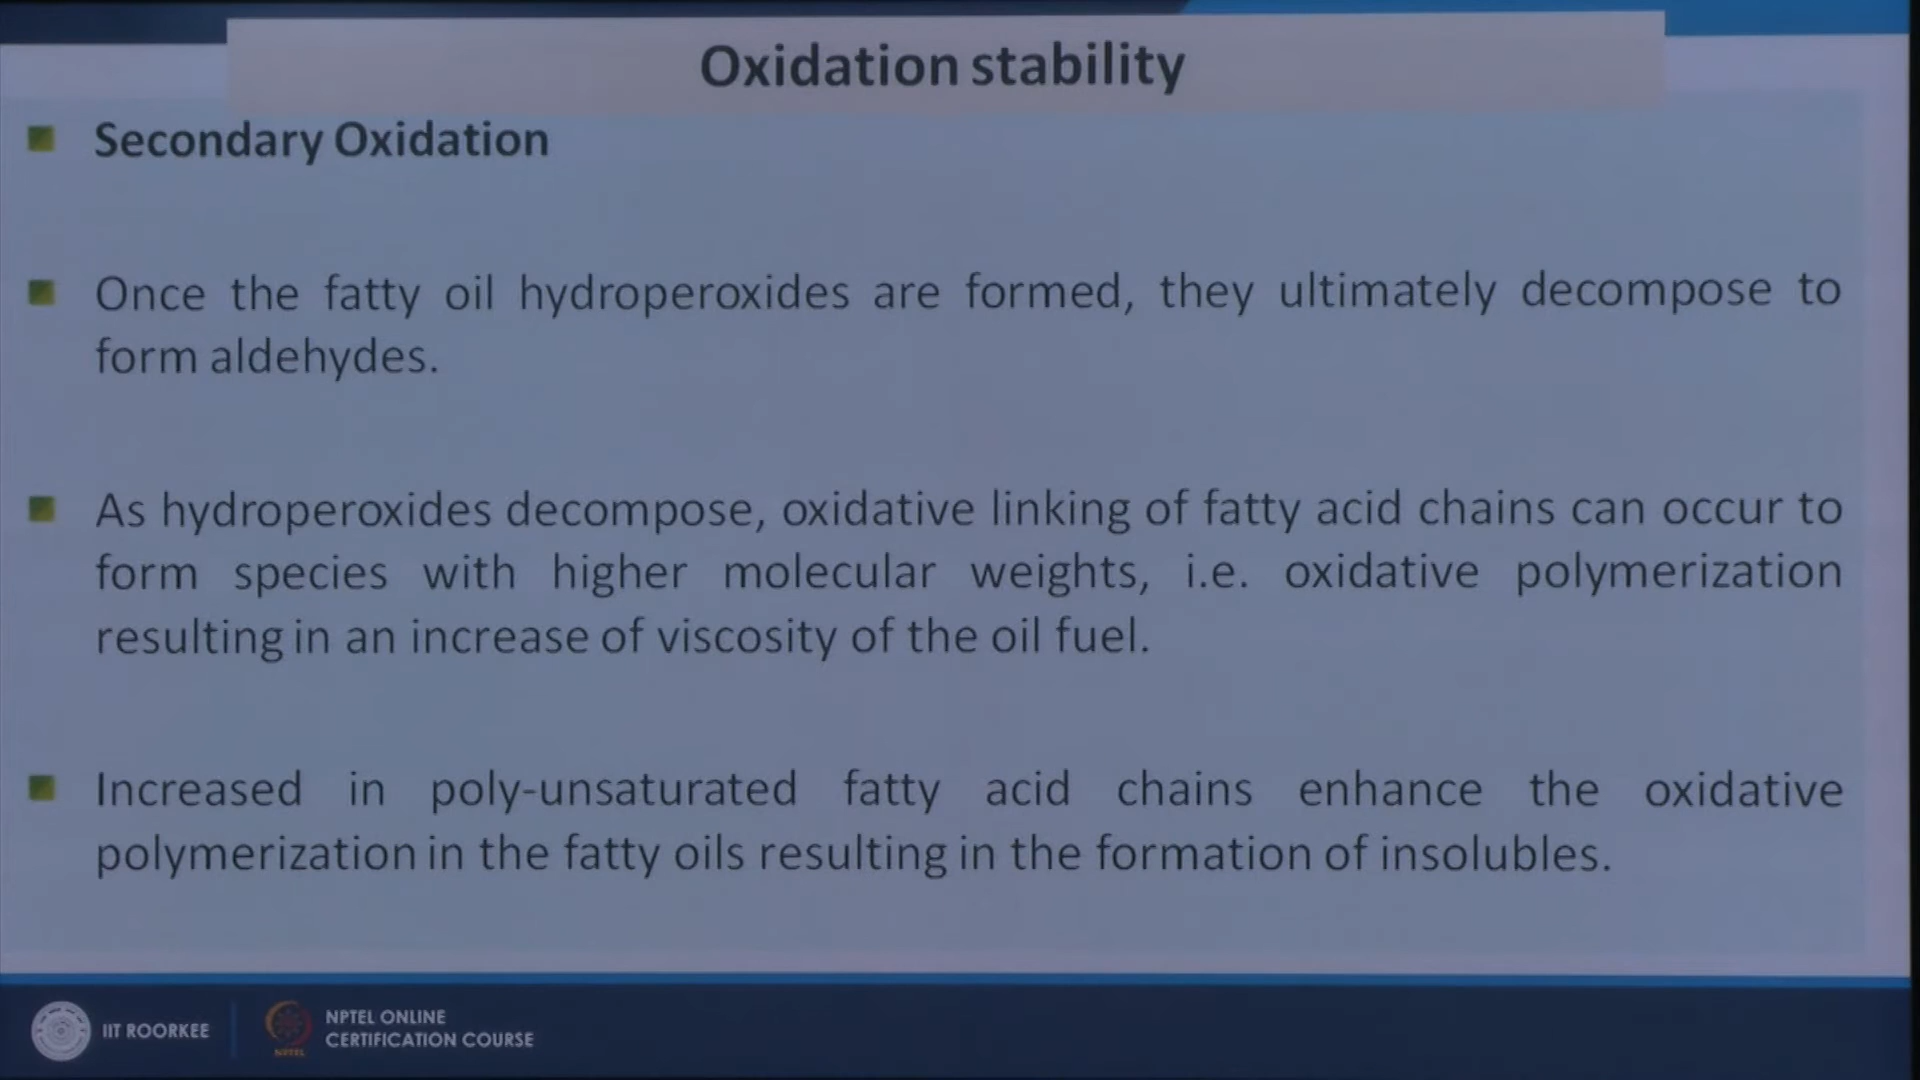 Oxidation stability
Secondary Oxidation
Once the fatty oil hydroperoxides are formed, they ultimately decompose to
form aldehydes.
As hydroperoxides decompose, oxidative linking of fatty acid chains can occur to
form species with higher molecular weights, i.e. oxidative polymerization
resulting in an increase of viscosity of the oil fuel.
Increased in poly-unsaturated fatty acid chains enhance the oxidative
polymerization in the fatty oils resulting in the formation of insolubles.
IIT ROORKEE
NPTEL
NPTEL ONLINE
CERTIFICATION COURSE